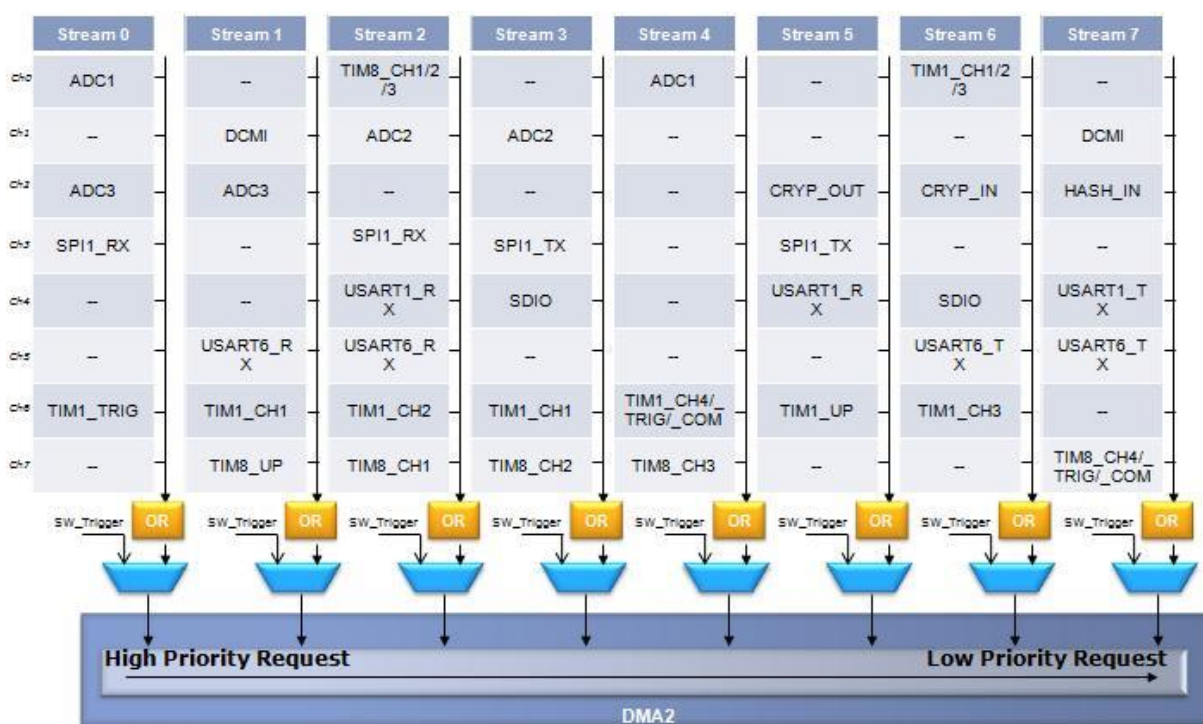 Stream 0 Stream 1 Stream 2 Stream 3 Stream 4 Stream 5 Stream 6 Stream 7
ch0 ADC1 -- TIM8_CH1/2 -- ADC1 -- TIM1_CH1/2 --
/3 /3
ch1 -- DCMI ADC2 ADC2 -- -- -- DCMI
ch2 ADC3 ADC3 -- -- -- CRYP_OUT CRYP_IN HASH_IN
ch3 SPI1_RX -- SPI1_RX SPI1_TX -- SPI1_TX -- --
ch4 -- -- USART1_R SDIO -- USART1_R SDIO USART1_T
X X X
ch5 -- USART6_R USART6_R -- -- -- USART6_T USART6_T
X X X X
ch6 TIM1_TRIG TIM1_CH1 TIM1_CH2 TIM1_CH1 TIM1_CH4/_ TIM1_UP TIM1_CH3 --
TRIG/_COM
ch7 -- TIM8_UP TIM8_CH1 TIM8_CH2 TIM8_CH3 -- -- TIM8_CH4/_
TRIG/_COM
SW_Trigger OR SW_Trigger OR SW_Trigger OR SW_Trigger OR SW_Trigger OR SW_Trigger OR SW_Trigger OR SW_Trigger OR
High Priority Request Low Priority Request
DMA2